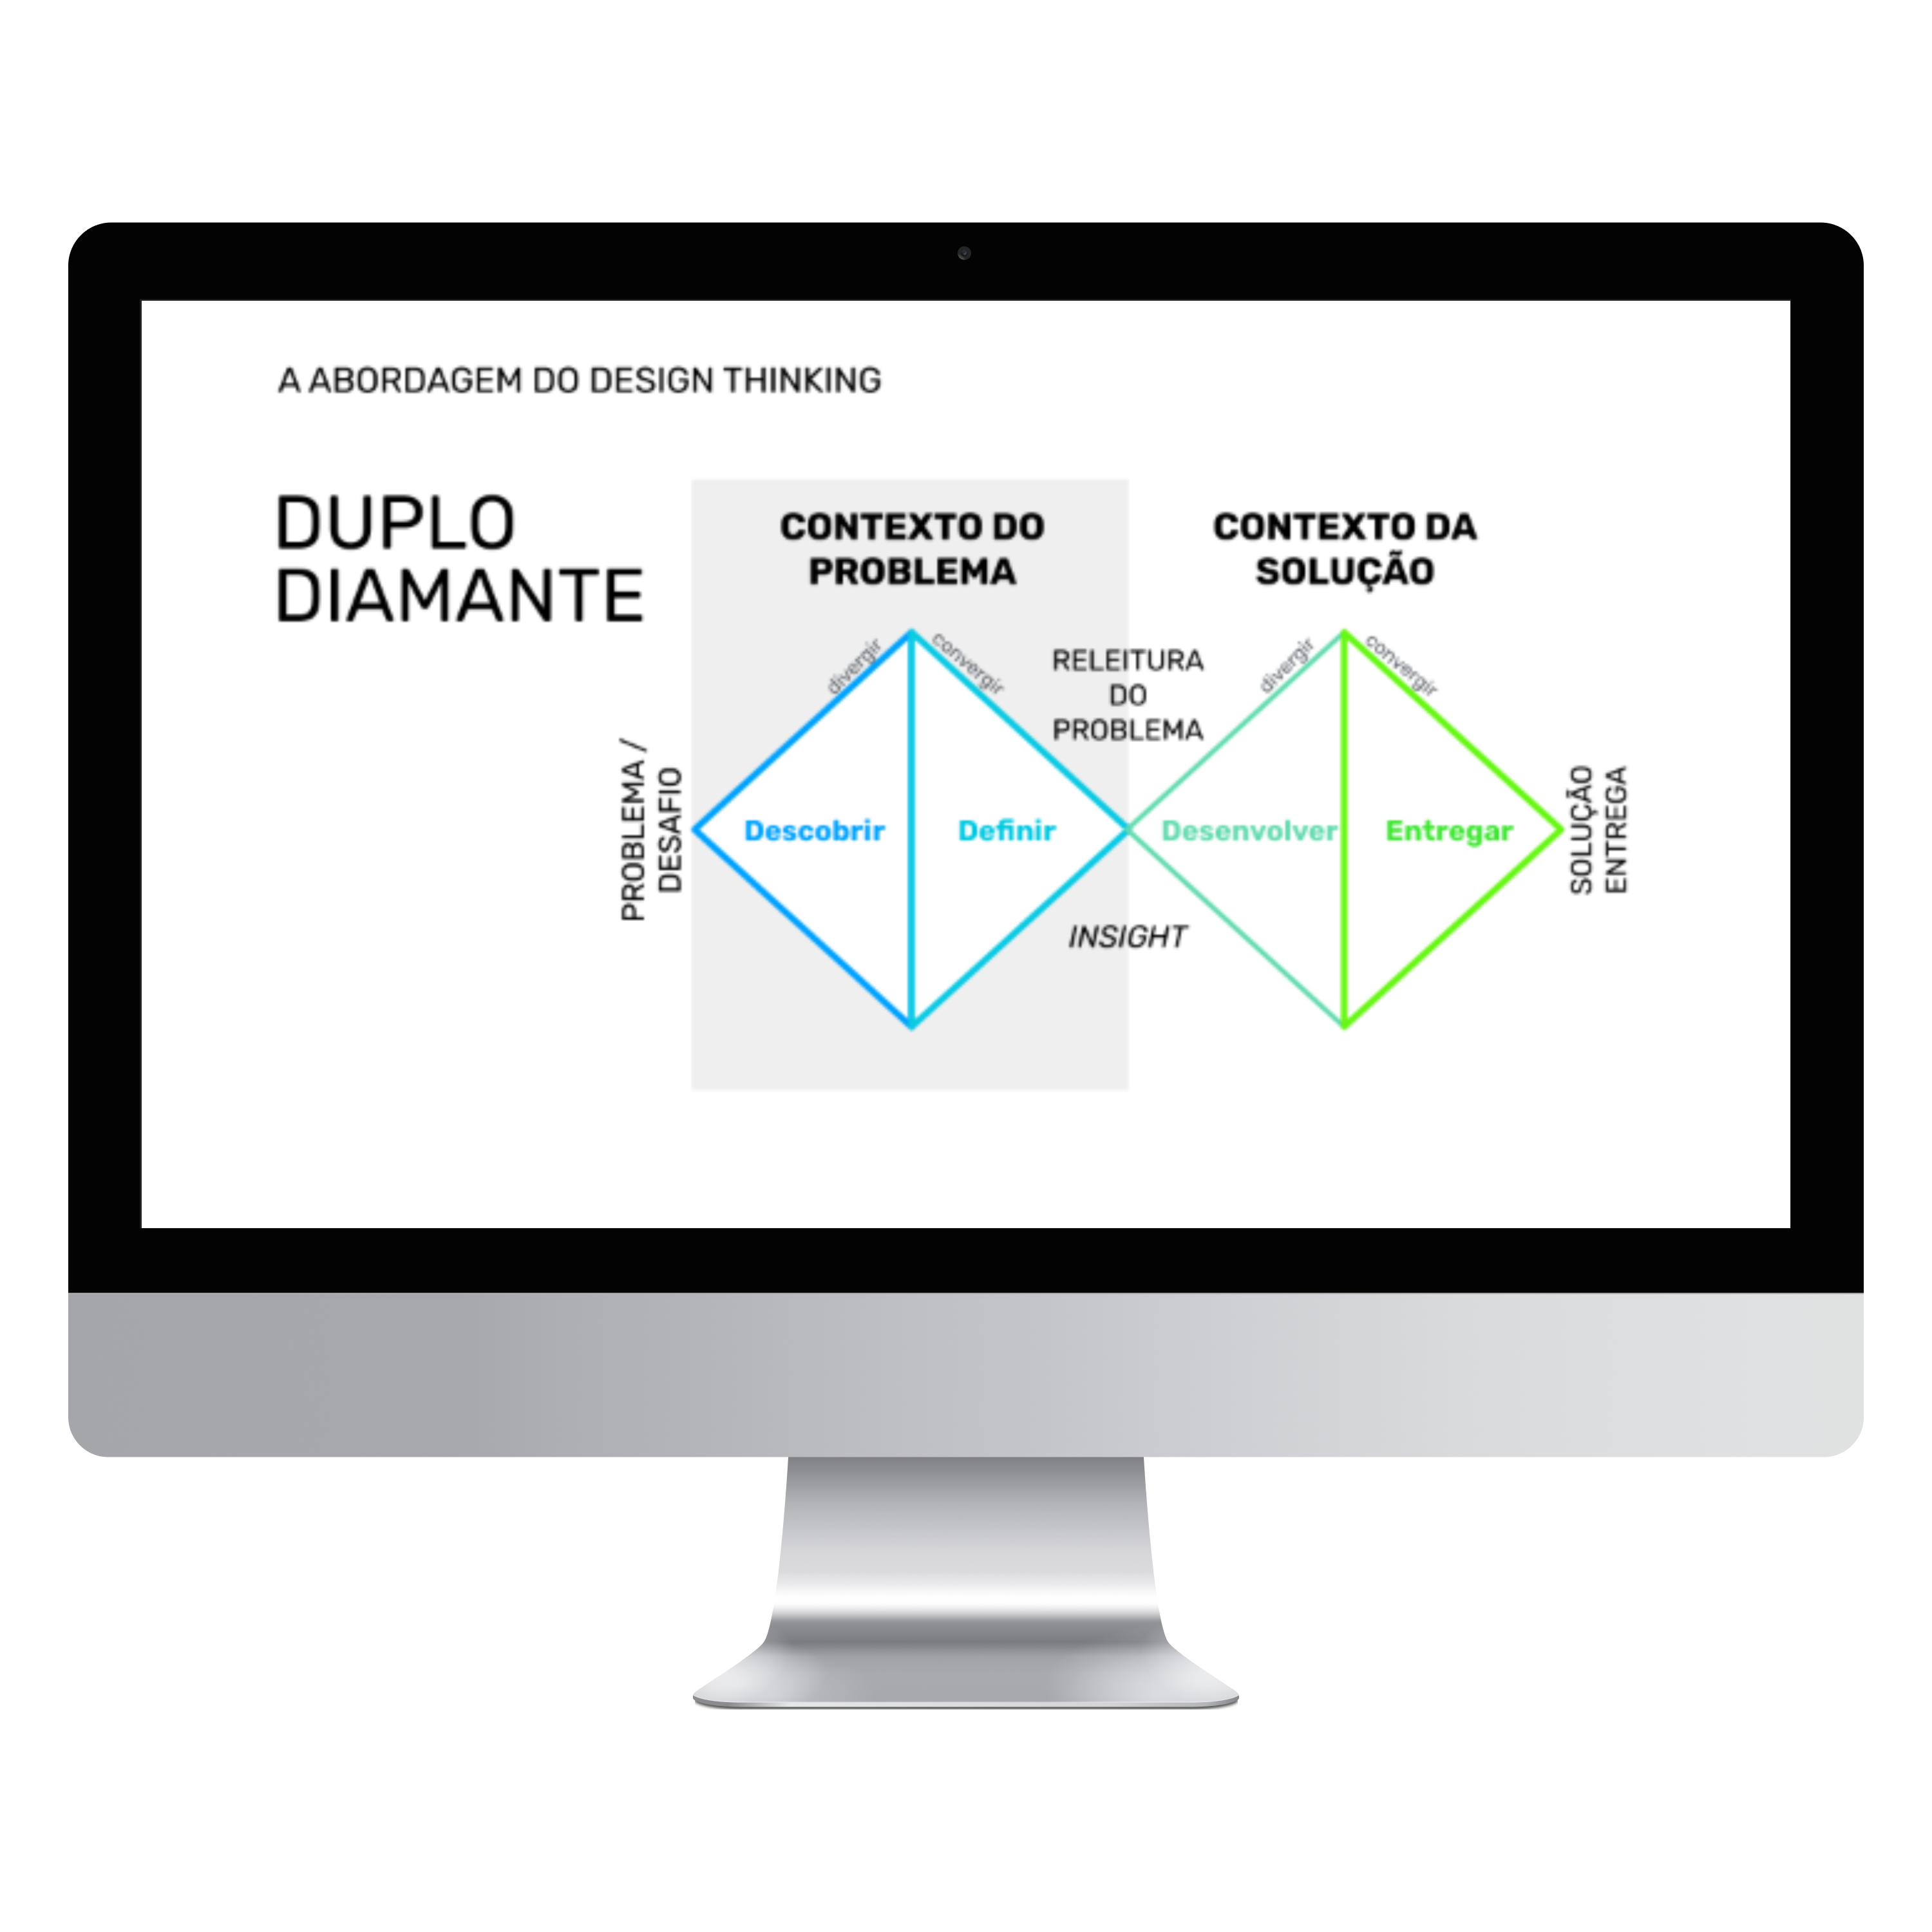 A ABORDAGEM DO DESIGN THINKING
DUPLO
DIAMANTE
CONTEXTO DO
PROBLEMA
CONTEXTO DA
SOLUÇÃO
divergir
convergir
RELEITURA
DO
PROBLEMA
divergir
convergir
PROBLEMA /
DESAFIO
Descobrir
Definir
Desenvolver
Entregar
SOLUÇÃO
ENTREGA
INSIGHT